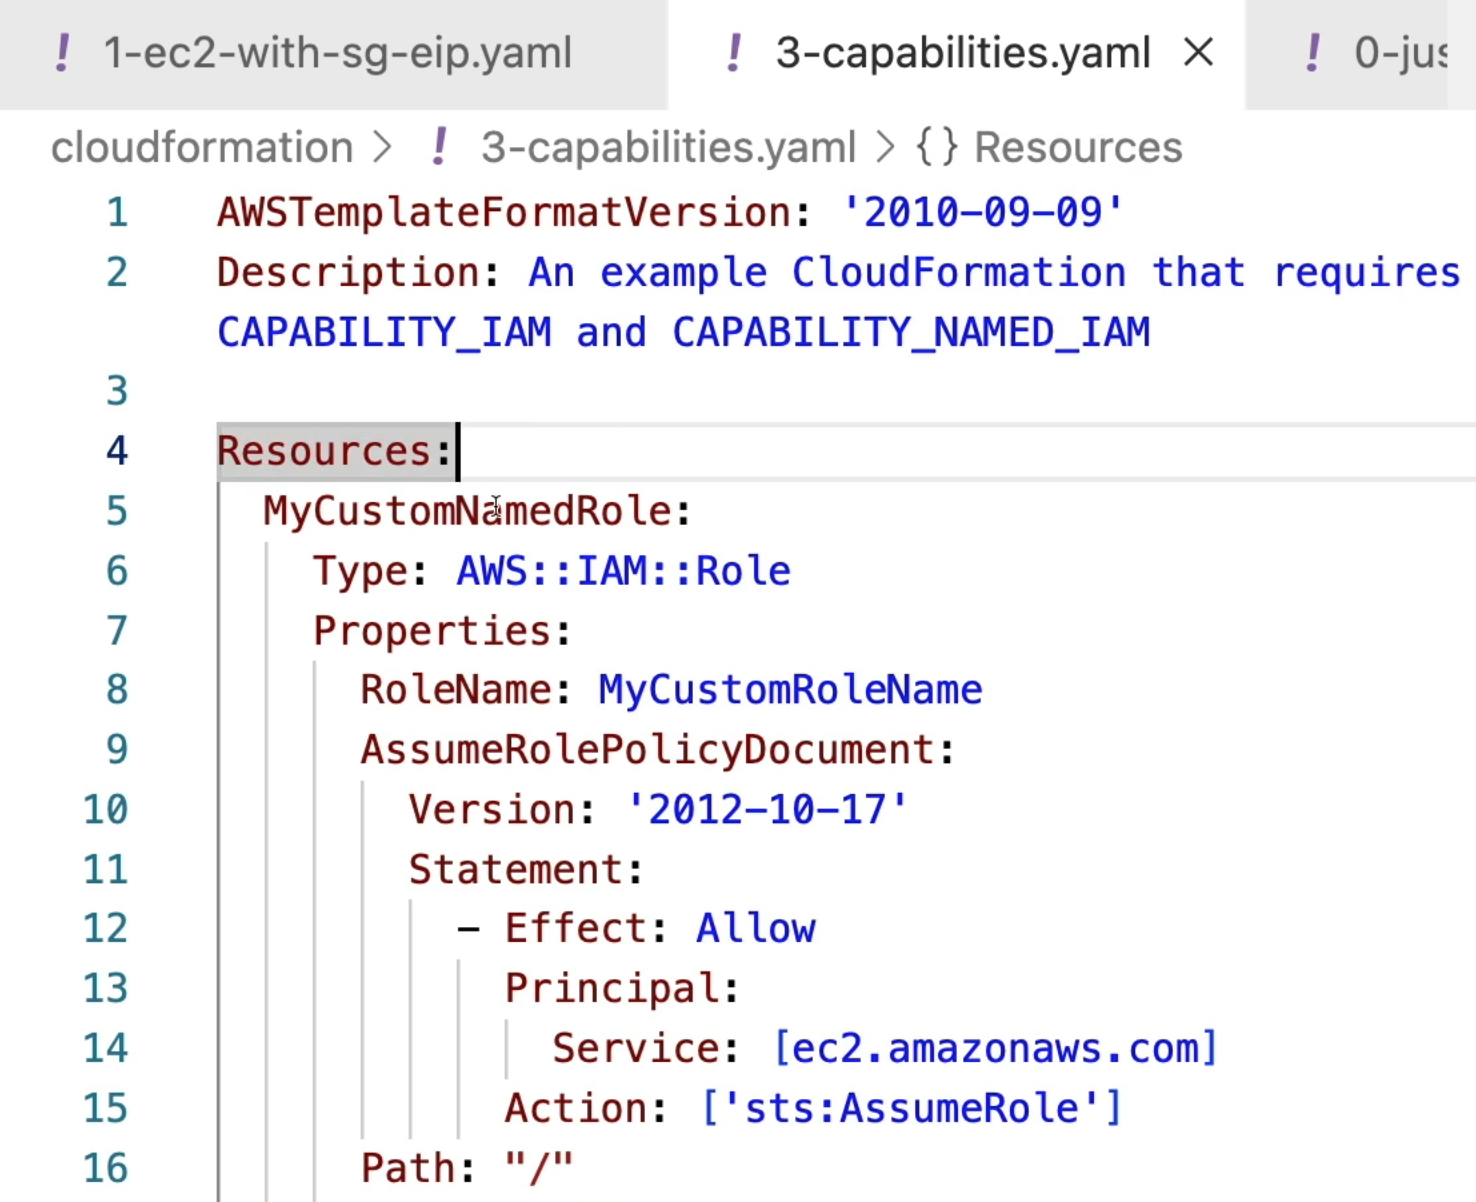 ! 1-ec2-with-sg-eip.yaml ! 3-capabilities.yaml × ! 0-jus
cloudformation > ! 3-capabilities.yaml > {} Resources
1 AWSTemplateFormatVersion: '2010-09-09'
2 Description: An example CloudFormation that requires
CAPABILITY_IAM and CAPABILITY_NAMED_IAM
3
4 Resources:
5 MyCustomNamedRole:
6 Type: AWS::IAM::Role
7 Properties:
8 RoleName: MyCustomRoleName
9 AssumeRolePolicyDocument:
10 Version: '2012-10-17'
11 Statement:
12 - Effect: Allow
13 Principal:
14 Service: [ec2.amazonaws.com]
15 Action: ['sts:AssumeRole']
16 Path: "/"